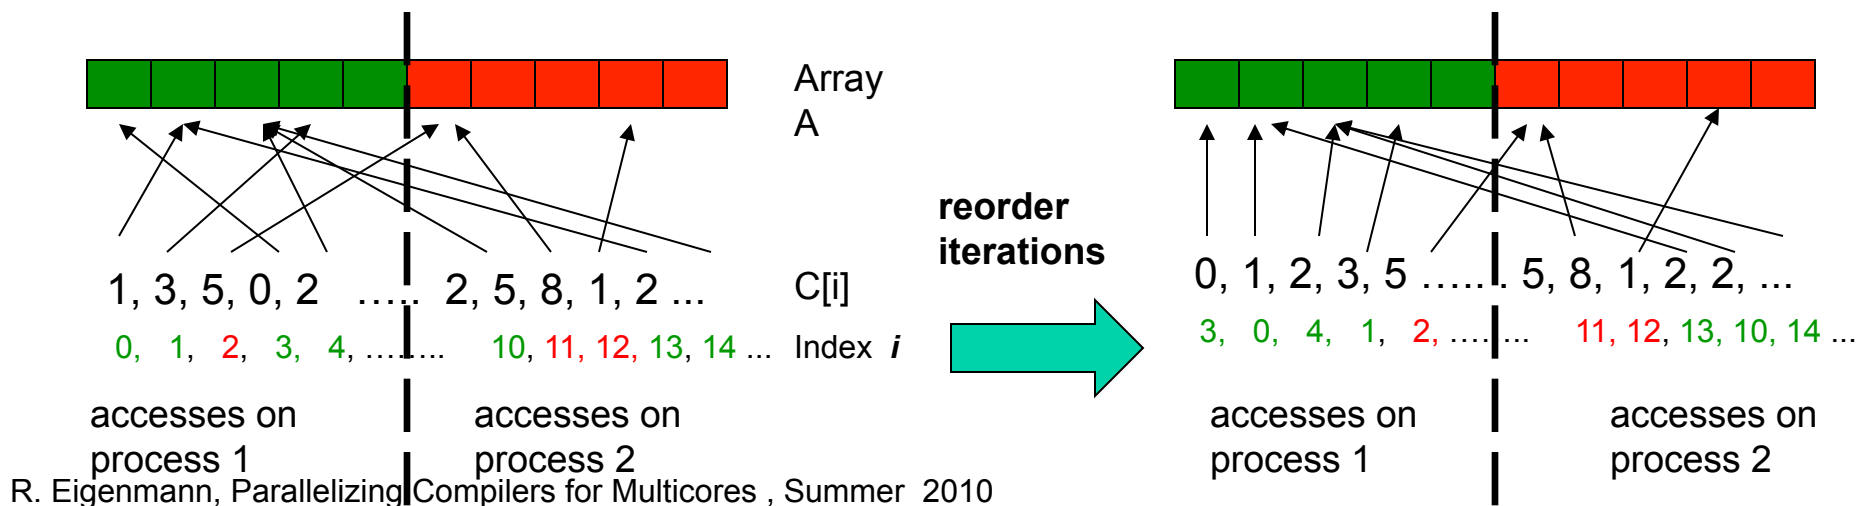 Array
A
reorder
iterations
1, 3, 5, 0, 2 ..... 2, 5, 8, 1, 2 ... C[i]
0, 1, 2, 3, 4, ........ 10, 11, 12, 13, 14 ... Index i
0, 1, 2, 3, 5 ...... 5, 8, 1, 2, 2, ...
3, 0, 4, 1, 2, ........ 11, 12, 13, 10, 14 ...
accesses on
process 1
accesses on
process 2
accesses on
process 1
accesses on
process 2
R. Eigenmann, Parallelizing Compilers for Multicores , Summer 2010